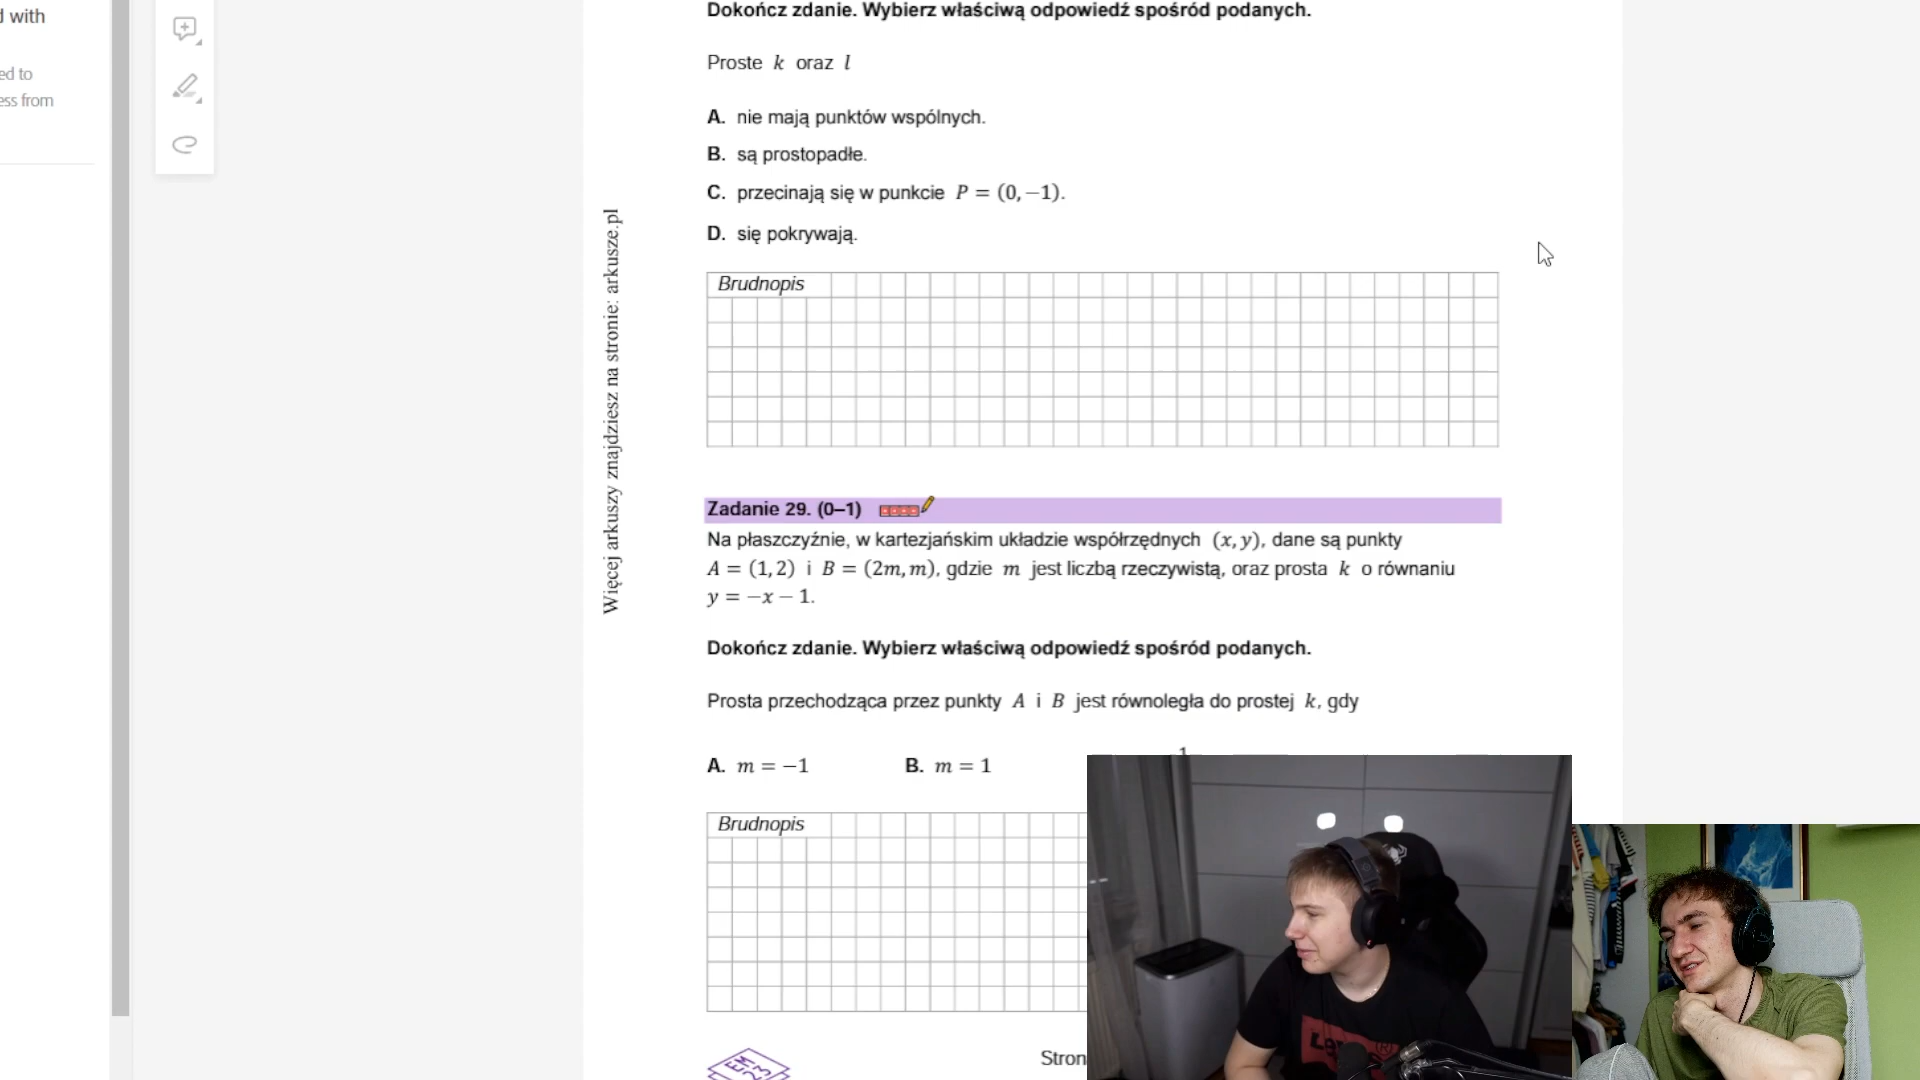 d with
ed to
ess from
Dokończ zdanie. Wybierz właściwą odpowiedź spośród podanych.
Proste k oraz l
A. nie mają punktów wspólnych.
B. są prostopadłe.
C. przecinają się w punkcie P = (0, −1).
D. się pokrywają.
Brudnopis
Więcej arkuszy znajdziesz na stronie: arkusze.pl
Zadanie 29. (0–1)
Na płaszczyźnie, w kartezjańskim układzie współrzędnych (x, y), dane są punkty
A = (1, 2) i B = (2m, m), gdzie m jest liczbą rzeczywistą, oraz prosta k o równaniu
y = −x − 1.
Dokończ zdanie. Wybierz właściwą odpowiedź spośród podanych.
Prosta przechodząca przez punkty A i B jest równoległa do prostej k, gdy
A. m = −1 B. m = 1
1
Brudnopis
Stron